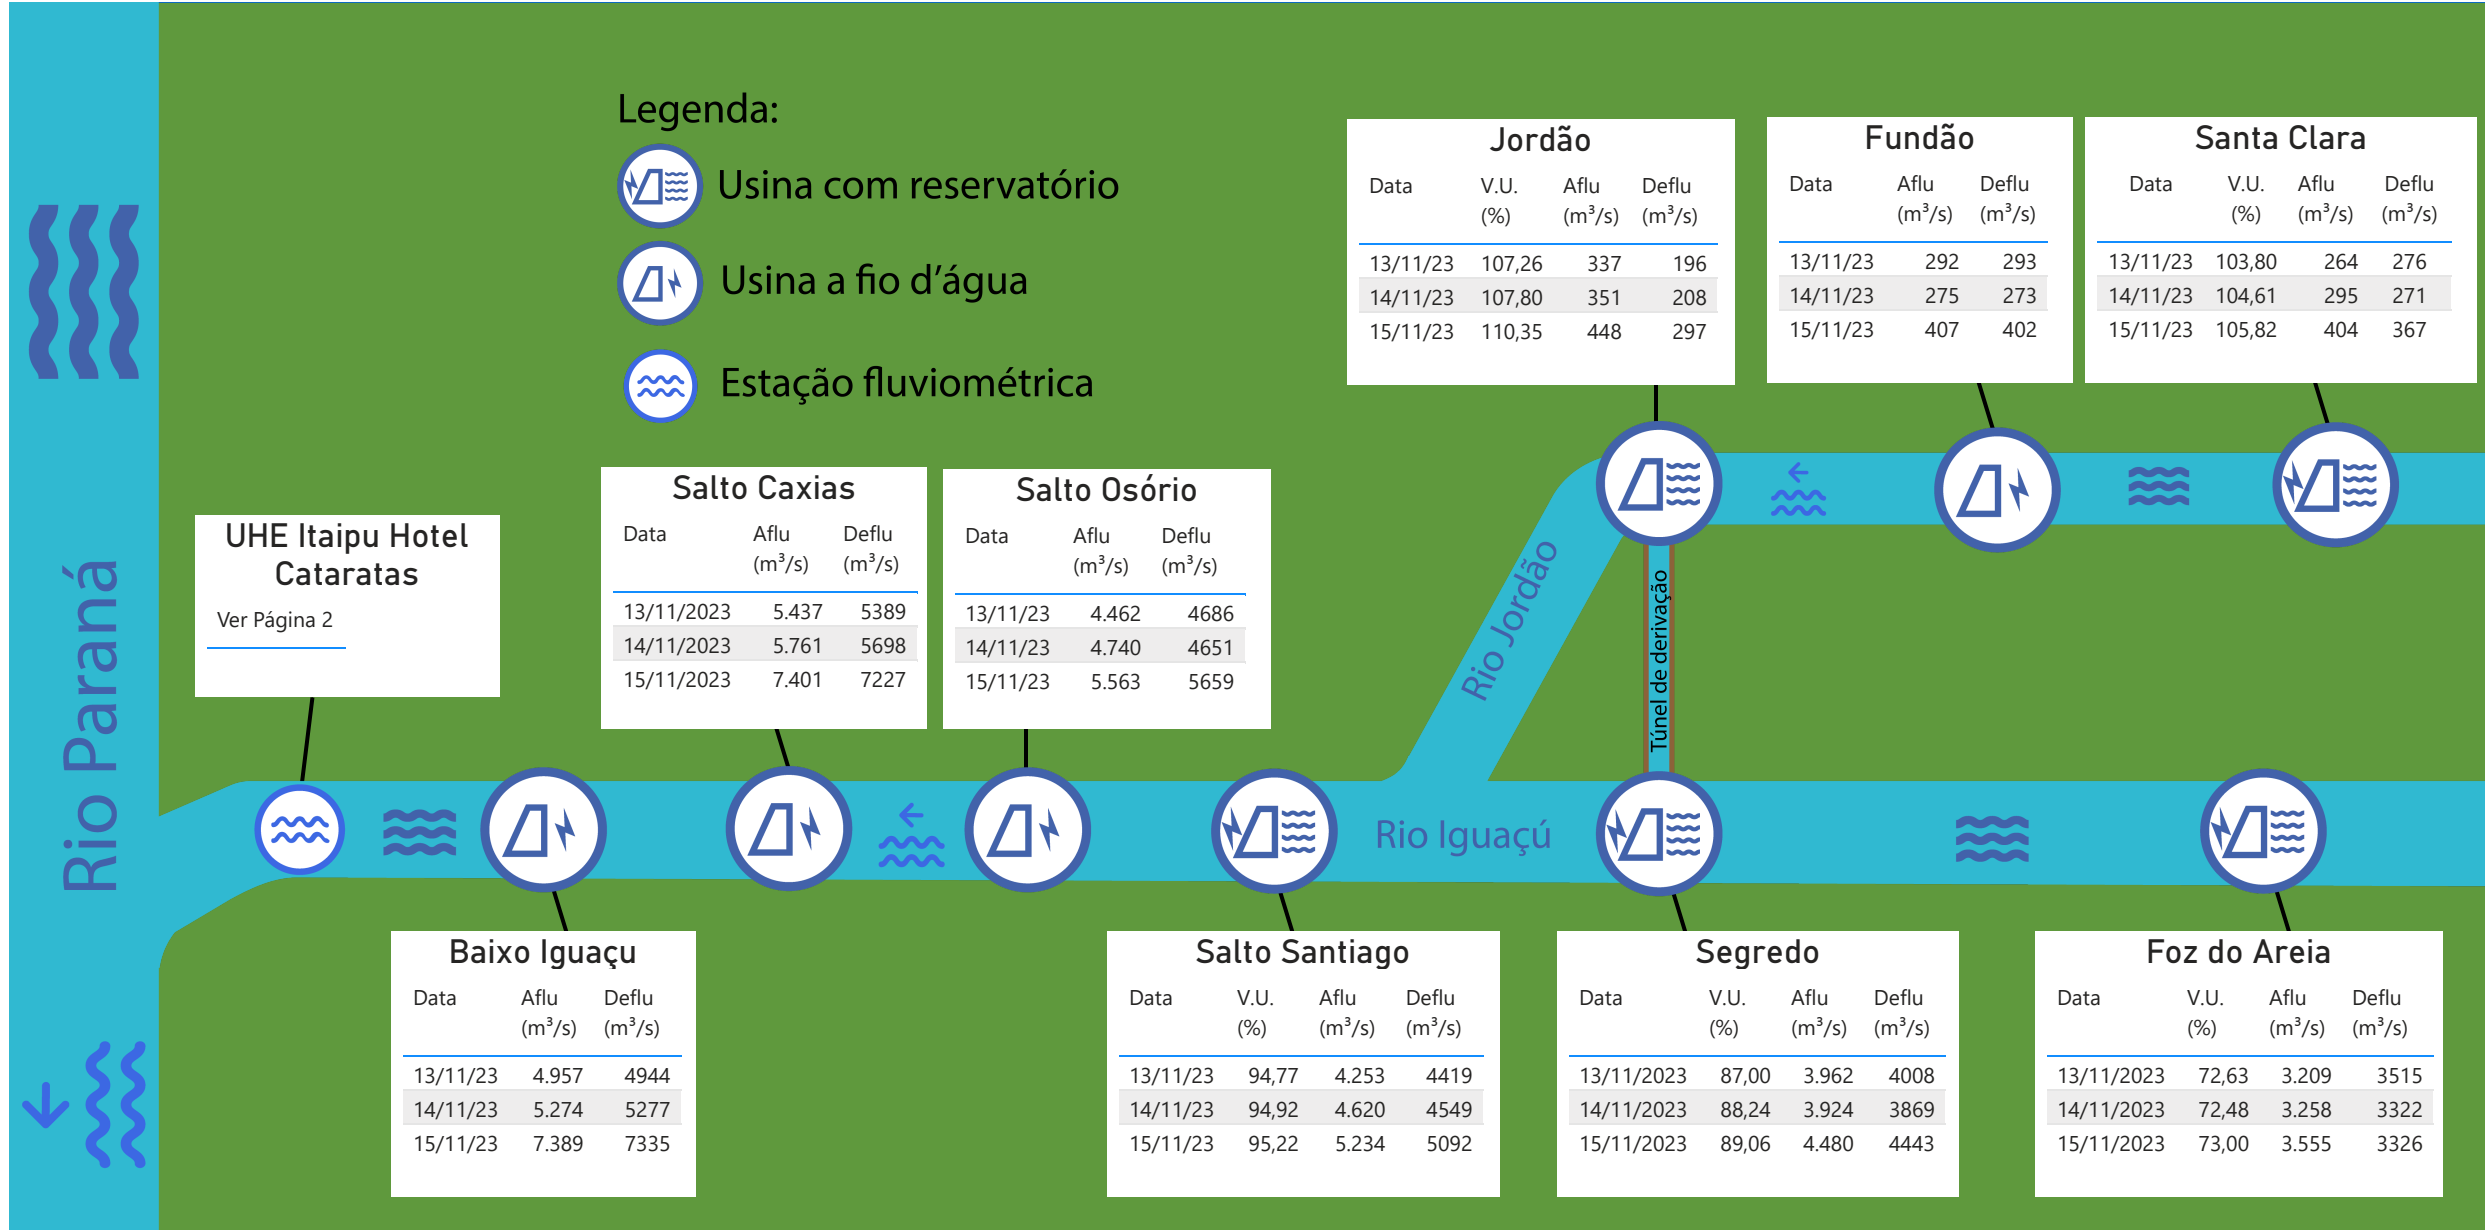 Legenda:
Usina com reservatório
Usina a fio d'água
Estação fluviométrica
Jordão
Data V.U. (%) Aflu (m³/s) Deflu (m³/s)
13/11/23 107,26 337 196
14/11/23 107,80 351 208
15/11/23 110,35 448 297
Fundão
Data Aflu (m³/s) Deflu (m³/s)
13/11/23 292 293
14/11/23 275 273
15/11/23 407 402
Santa Clara
Data V.U. (%) Aflu (m³/s) Deflu (m³/s)
13/11/23 103,80 264 276
14/11/23 104,61 295 271
15/11/23 105,82 404 367
UHE Itaipu Hotel
Cataratas
Ver Página 2
Salto Caxias
Data Aflu (m³/s) Deflu (m³/s)
13/11/2023 5.437 5389
14/11/2023 5.761 5698
15/11/2023 7.401 7227
Salto Osório
Data Aflu (m³/s) Deflu (m³/s)
13/11/23 4.462 4686
14/11/23 4.740 4651
15/11/23 5.563 5659
Rio Paraná
Rio Jordão
Túnel de derivação
Rio Iguaçú
Baixo Iguaçu
Data Aflu (m³/s) Deflu (m³/s)
13/11/23 4.957 4944
14/11/23 5.274 5277
15/11/23 7.389 7335
Salto Santiago
Data V.U. (%) Aflu (m³/s) Deflu (m³/s)
13/11/23 94,77 4.253 4419
14/11/23 94,92 4.620 4549
15/11/23 95,22 5.234 5092
Segredo
Data V.U. (%) Aflu (m³/s) Deflu (m³/s)
13/11/2023 87,00 3.962 4008
14/11/2023 88,24 3.924 3869
15/11/2023 89,06 4.480 4443
Foz do Areia
Data V.U. (%) Aflu (m³/s) Deflu (m³/s)
13/11/2023 72,63 3.209 3515
14/11/2023 72,48 3.258 3322
15/11/2023 73,00 3.555 3326